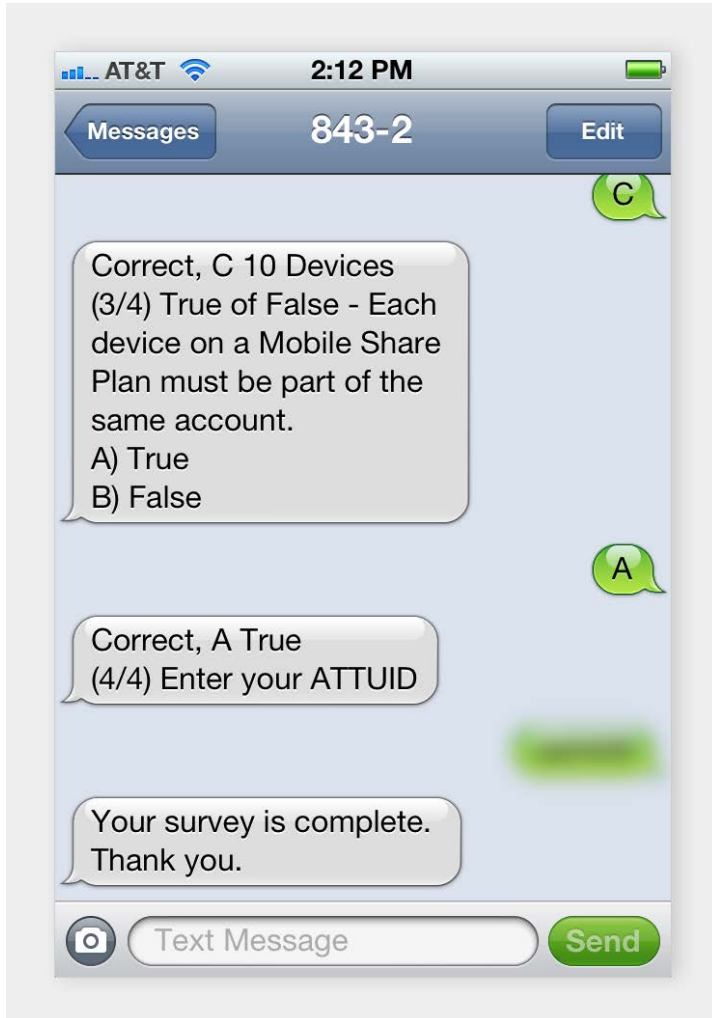 AT&T 2:12 PM
Messages 843-2 Edit
C
Correct, C 10 Devices
(3/4) True of False - Each
device on a Mobile Share
Plan must be part of the
same account.
A) True
B) False
A
Correct, A True
(4/4) Enter your ATTUID
Your survey is complete.
Thank you.
Text Message Send